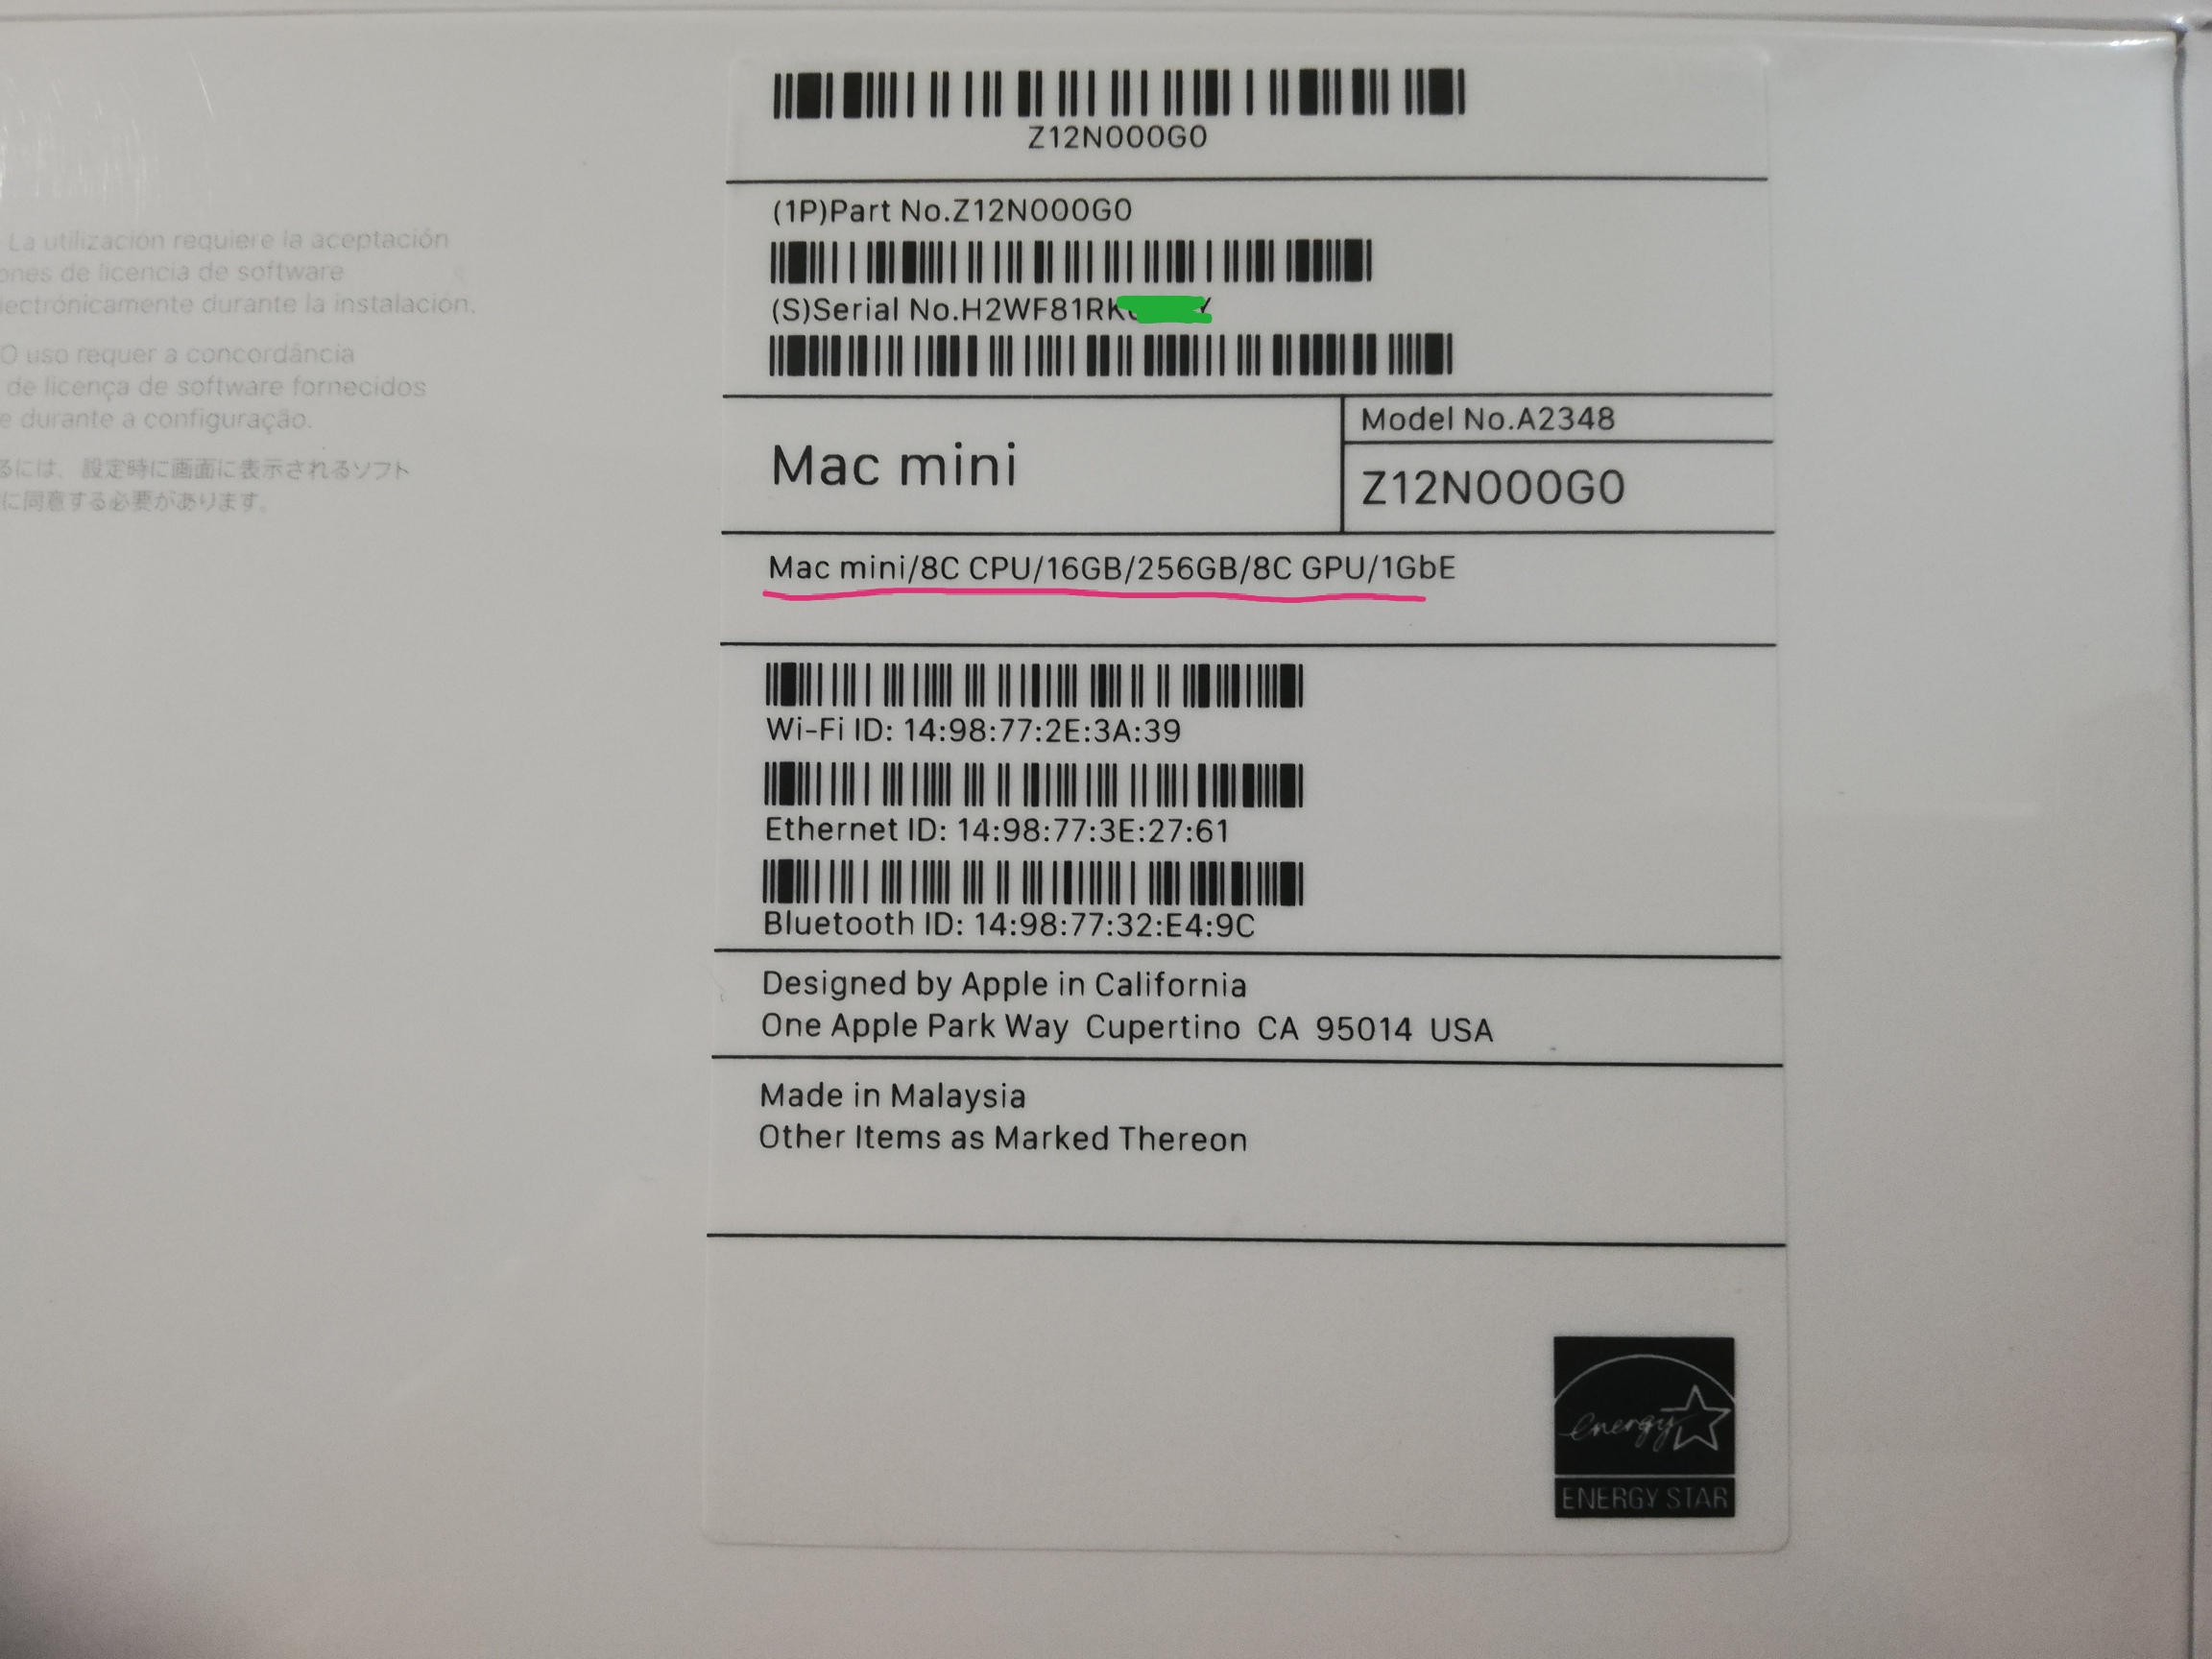 Z12N000G0
(1P)Part No.Z12N000G0
(S)Serial No.H2WF81RK
Mac mini
Model No.A2348
Z12N000G0
Mac mini/8C CPU/16GB/256GB/8C GPU/1GbE
Wi-Fi ID: 14:98:77:2E:3A:39
Ethernet ID: 14:98:77:3E:27:61
Bluetooth ID: 14:98:77:32:E4:9C
Designed by Apple in California
One Apple Park Way Cupertino CA 95014 USA
Made in Malaysia
Other Items as Marked Thereon
energy
ENERGY STAR
La utilización requiere la aceptación
ones de licencia de software
lectrónicamente durante la instalación.
O uso requer a concordância
de licença de software fornecidos
e durante a configuração.
るには、設定時に画面に表示されるソフト
に同意する必要があります。